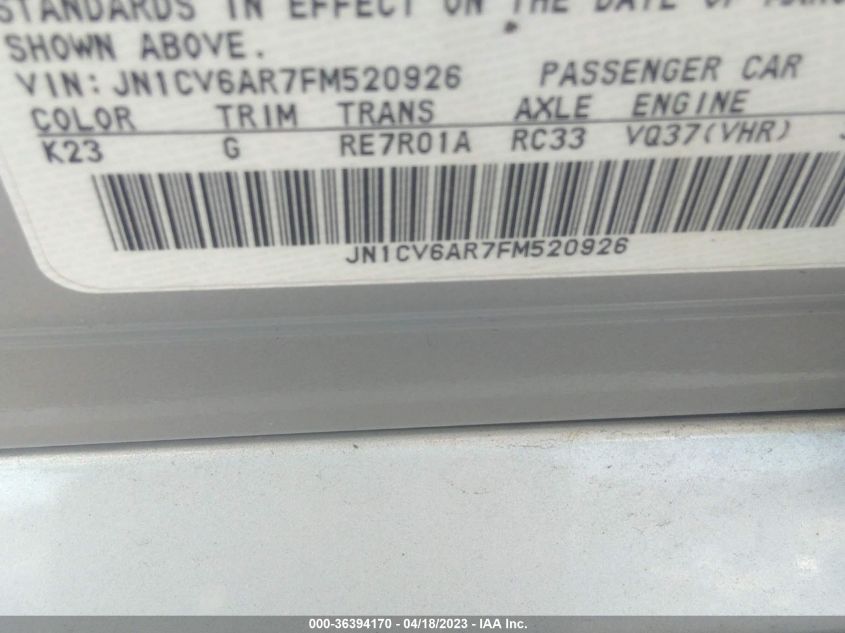 STANDARDS IN EFFECT ON THE DATE OF
SHOWN ABOVE.
VIN: JN1CV6AR7FM520926 PASSENGER CAR
COLOR TRIM TRANS AXLE ENGINE
K23 G RE7R01A RC33 VQ37(VHR)
JN1CV6AR7FM520926
000-36394170 - 04/18/2023 - IAA Inc.